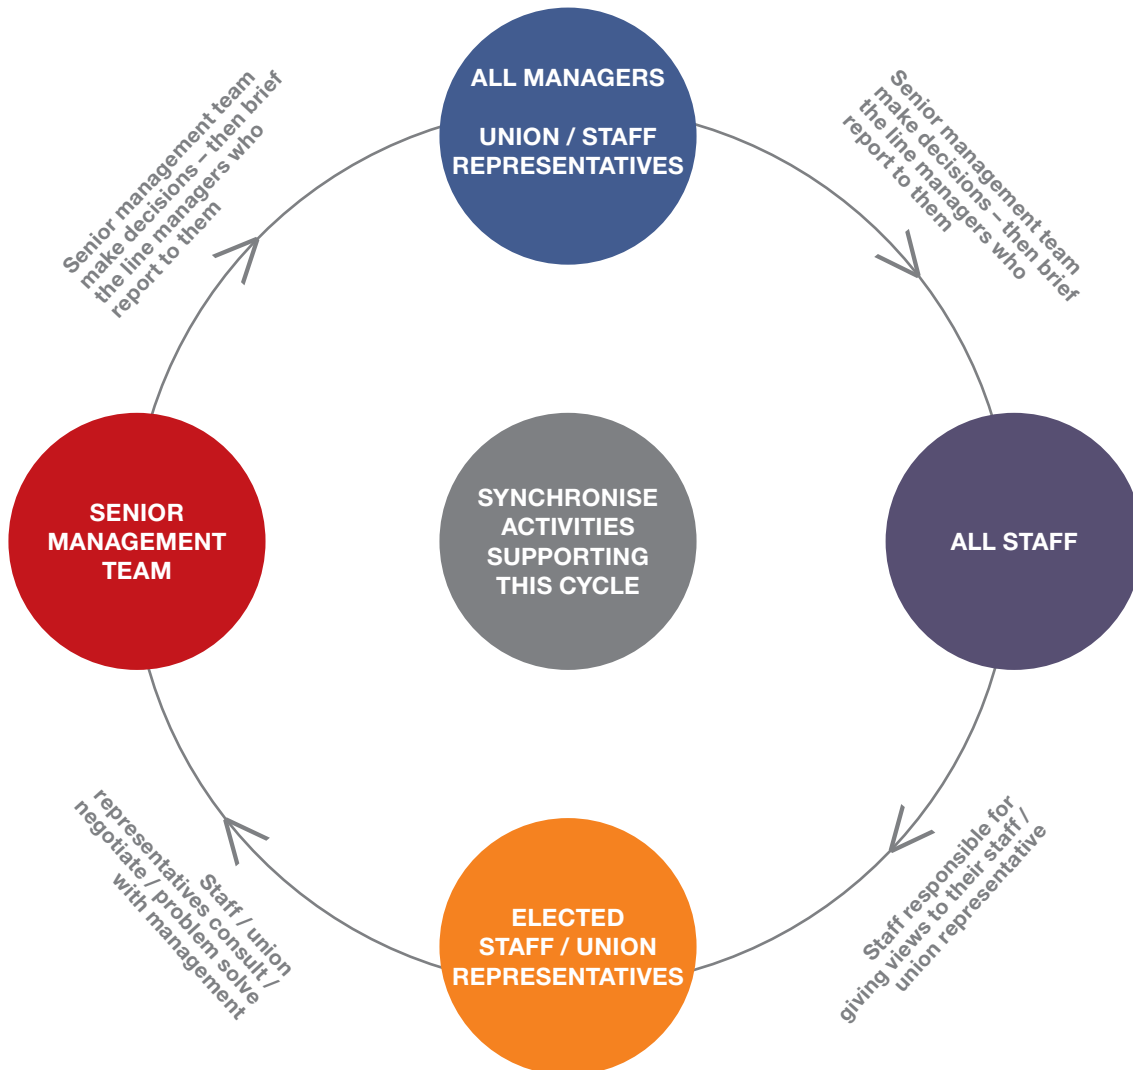 ALL MANAGERS
UNION / STAFF
REPRESENTATIVES
Senior management team
make decisions – then brief
the line managers who
report to them
Senior management team
make decisions – then brief
the line managers who
report to them
SENIOR
MANAGEMENT
TEAM
SYNCHRONISE
ACTIVITIES
SUPPORTING
THIS CYCLE
ALL STAFF
Staff / union
representatives consult /
negotiate / problem solve
with management
ELECTED
STAFF / UNION
REPRESENTATIVES
Staff responsible for
giving views to their staff /
union representative